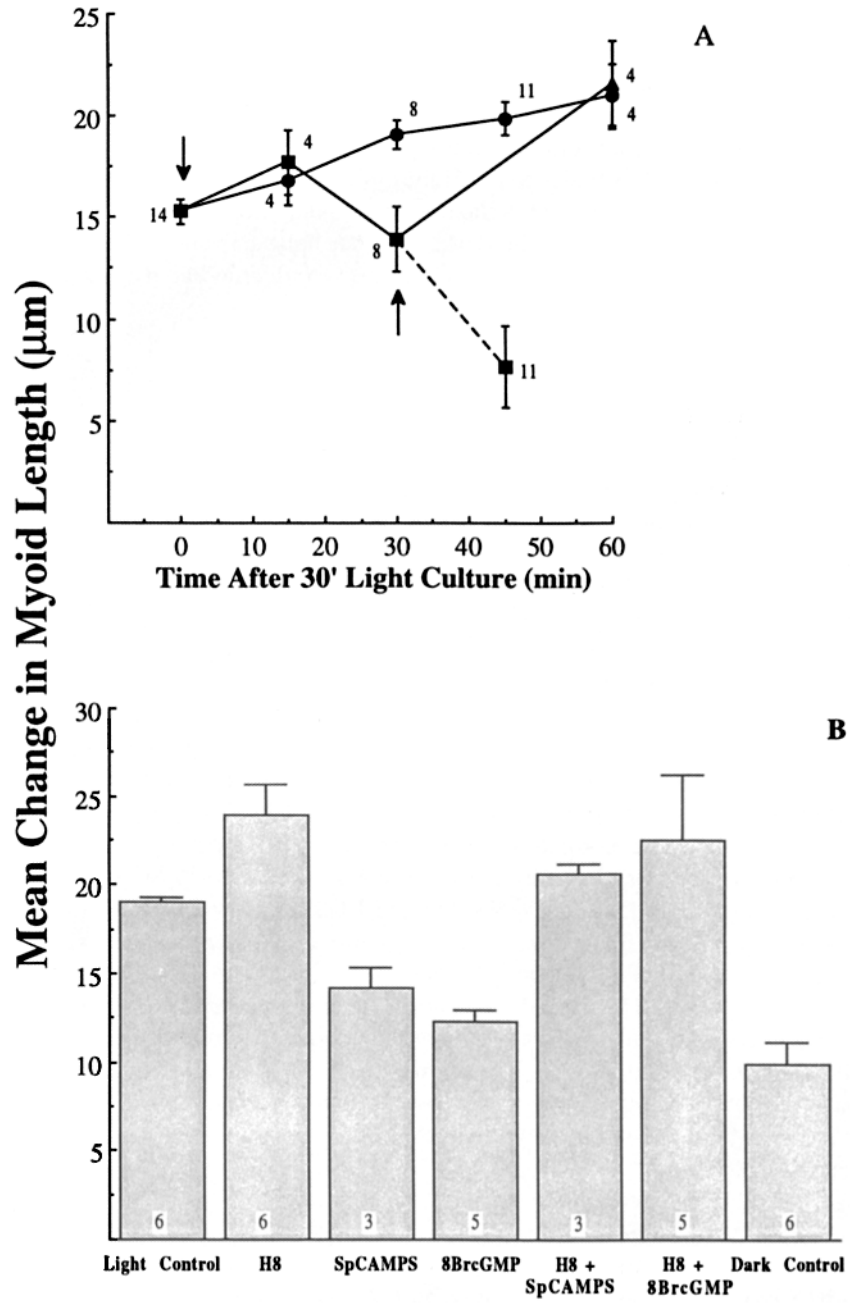 Mean Change in Myoid Length (μm)
A
25
20
15
10
5
14
4
4
8
8
11
11
4
4
0 10 20 30 40 50 60
Time After 30' Light Culture (min)
B
30
25
20
15
10
5
6 6 3 5 3 5 6
Light Control H8 SpCAMPS 8BrcGMP H8 + H8 + Dark Control
SpCAMPS 8BrcGMP